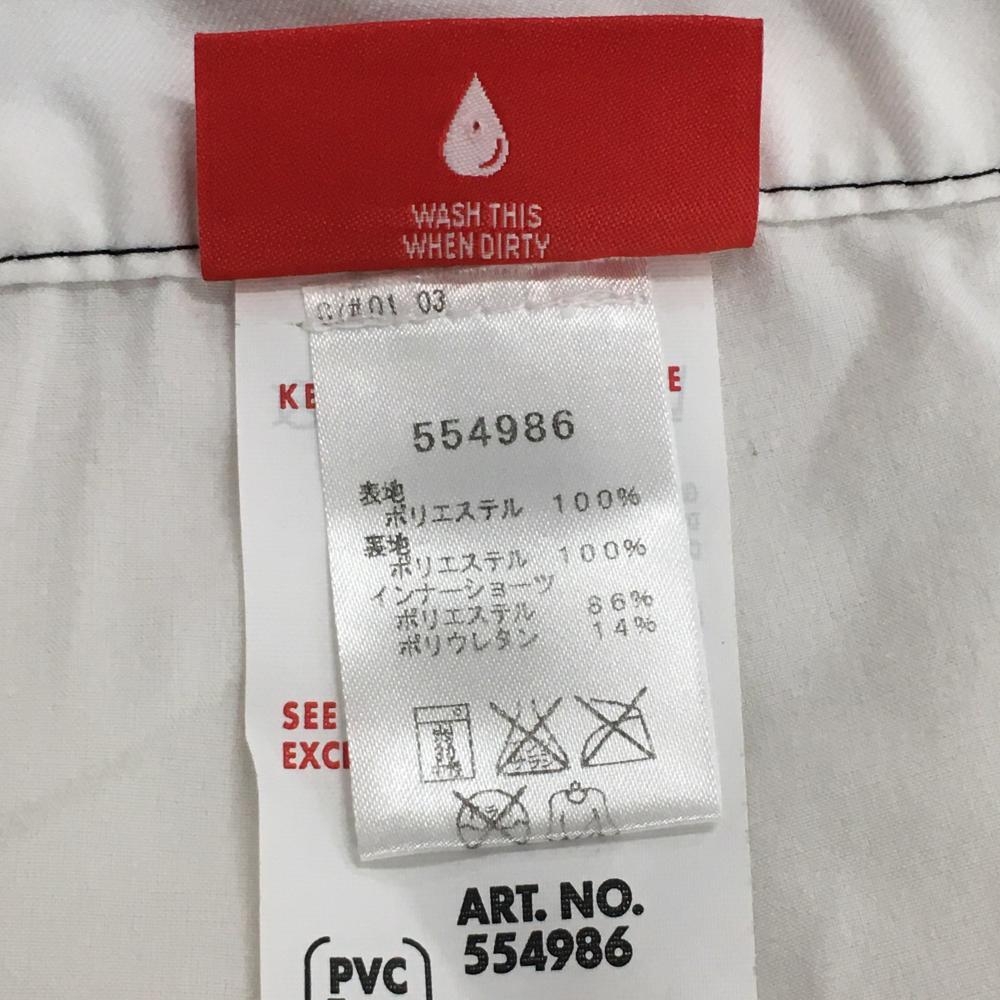 WASH THIS
WHEN DIRTY
03
554986
表地
ポリエステル 100%
裏地
ポリエステル 100%
インナーショーツ
ポリエステル 86%
ポリウレタン 14%
SEE
ART. NO.
554986
PVC